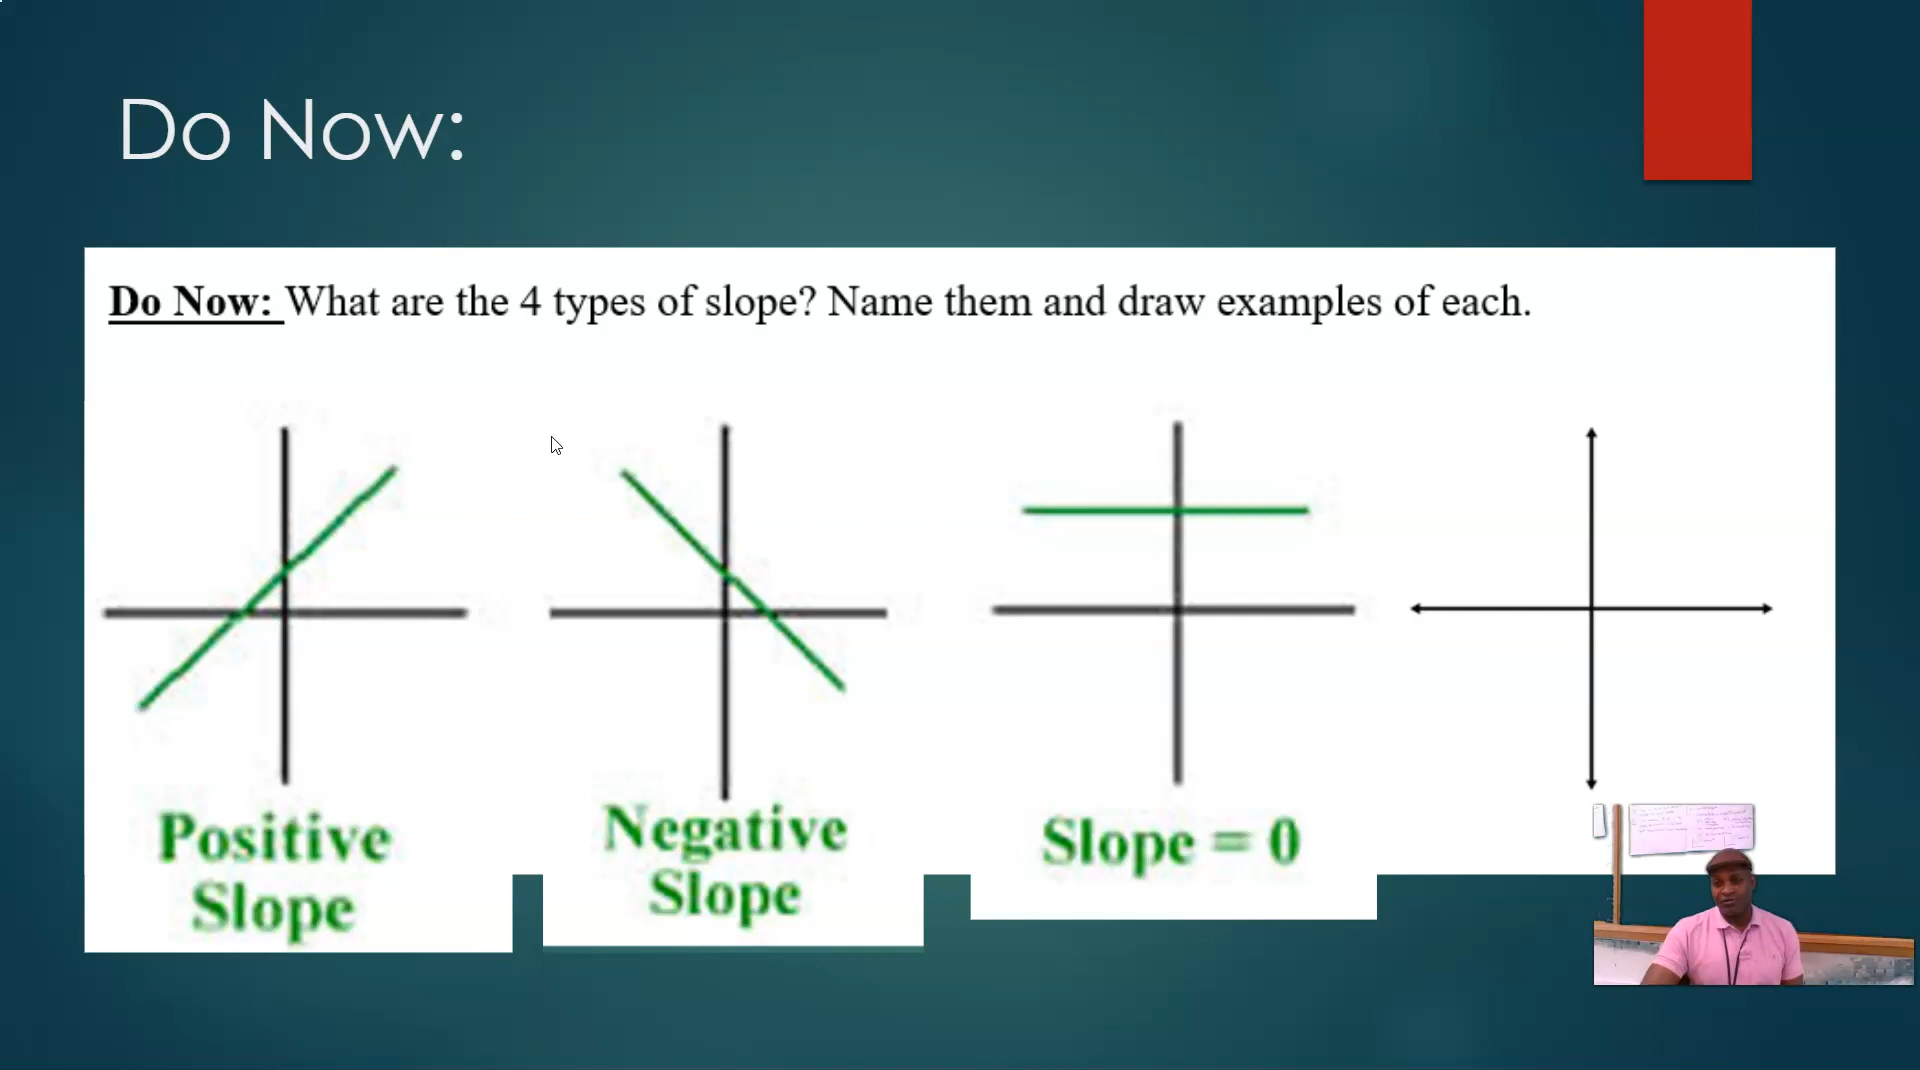 Do Now:
Do Now: What are the 4 types of slope? Name them and draw examples of each.
Positive
Slope
Negative
Slope
Slope = 0